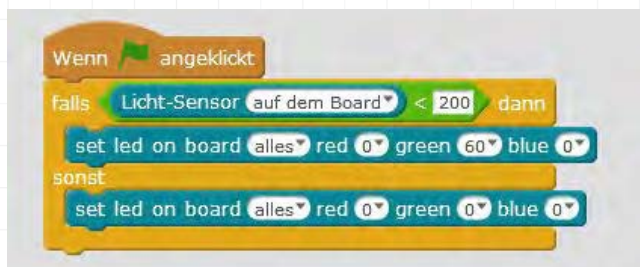 Wenn angeklickt
falls Licht-Sensor auf dem Board < 200 dann
set led on board alles red 0 green 60 blue 0
sonst
set led on board alles red 0 green 0 blue 0